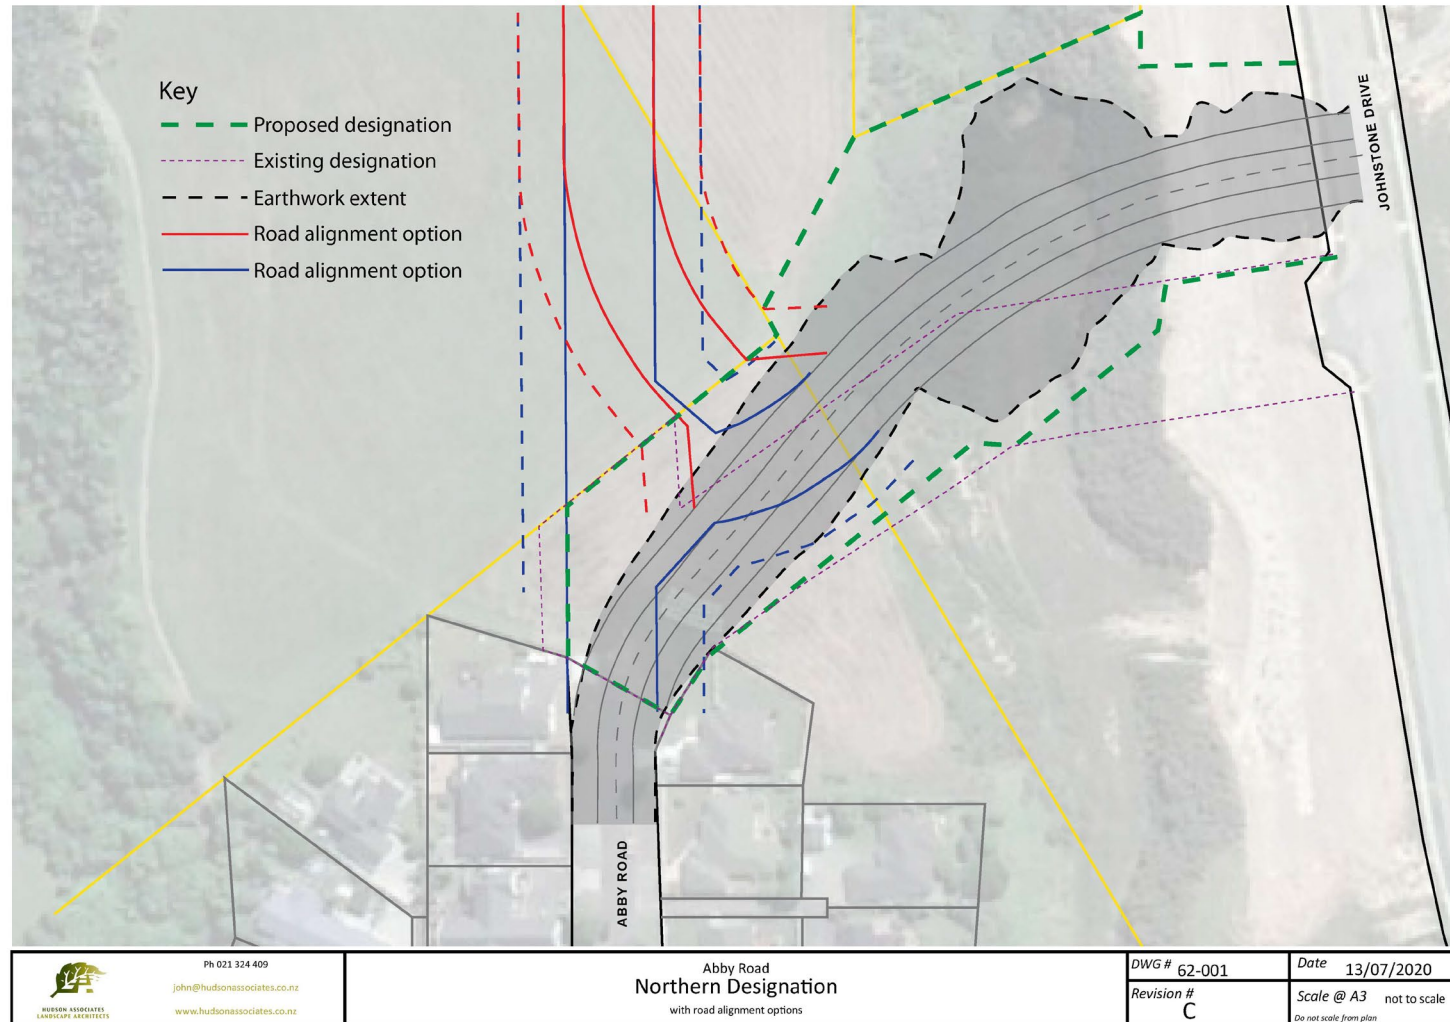 Key
Proposed designation
Existing designation
Earthwork extent
Road alignment option
Road alignment option
JOHNSTONE DRIVE
ABBY ROAD
HUDSON ASSOCIATES
LANDSCAPE ARCHITECTS
Ph 021 324 409
john@hudsonassociates.co.nz
www.hudsonassociates.co.nz
Abby Road
Northern Designation
with road alignment options
DWG # 62-001
Revision #
C
Date 13/07/2020
Scale @ A3 not to scale
Do not scale from plan